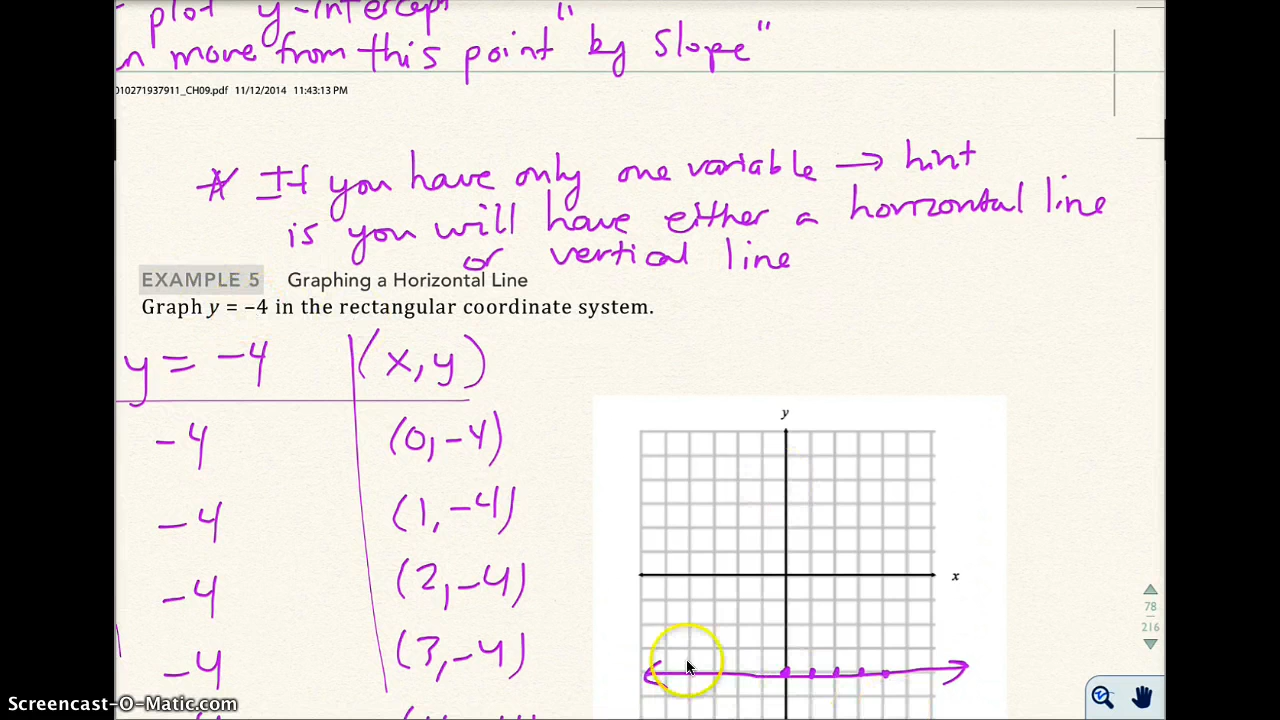 plot y-intercept
n move from this point "by slope"
010271937911_CH09.pdf 11/12/2014 11:43:13 PM
* If you have only one variable → hint
is you will have either a horizontal line
or vertical line
EXAMPLE 5 Graphing a Horizontal Line
Graph y = –4 in the rectangular coordinate system.
y = -4 (x,y)
-4 (0,-4)
-4 (1,-4)
-4 (2,-4)
-4 (3,-4)
y
x
78
216
Screencast-O-Matic.com